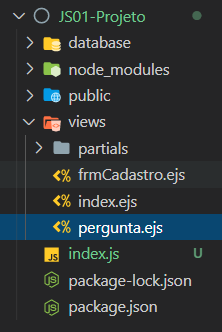 JS01-Projeto
database
node_modules
public
views
partials
<% frmCadastro.ejs
<% index.ejs
<% pergunta.ejs
JS index.js U
package-lock.json
package.json